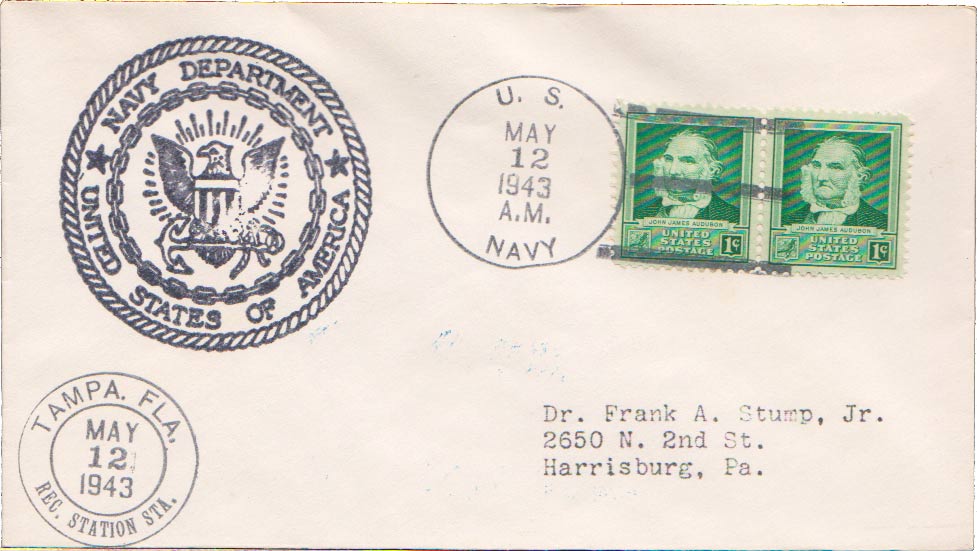 NAVY DEPARTMENT
UNITED STATES OF AMERICA
U. S.
MAY
12
1943
A.M.
NAVY
JOHN JAMES AUDUBON
UNITED
STATES
POSTAGE
1¢
JOHN JAMES AUDUBON
UNITED
STATES
POSTAGE
1¢
TAMPA, FLA.
MAY
12
1943
REC. STATION STA.
Dr. Frank A. Stump, Jr.
2650 N. 2nd St.
Harrisburg, Pa.